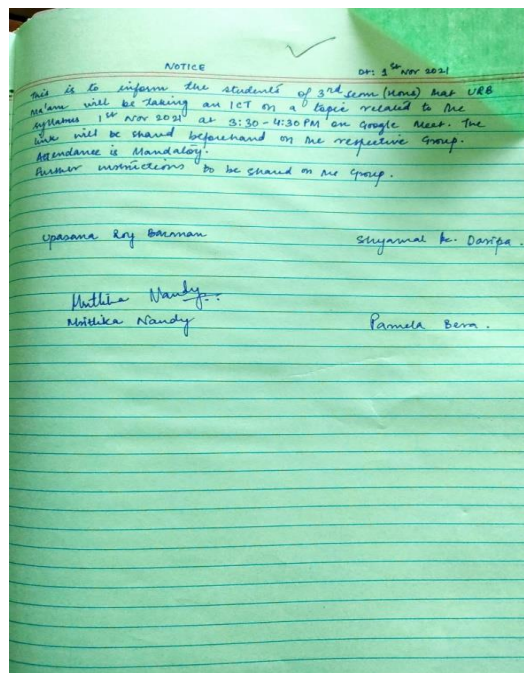 NOTICE
Dt: 1st Nov 2021
This is to inform the students of 3rd sem (Hons) that URB
Ma'am will be taking an ICT on a topic related to the
syllabus 1st Nov 2021 at 3:30 - 4:30 PM on Google Meet. The
link will be shared beforehand on the respective Group.
Attendance is Mandatory.
Further instructions to be shared on the Group.
Upasana Roy Barman
Shyamal Kr. Dasipa.
Mrittika Nandy
Mrittika Nandy
Pamela Bera.